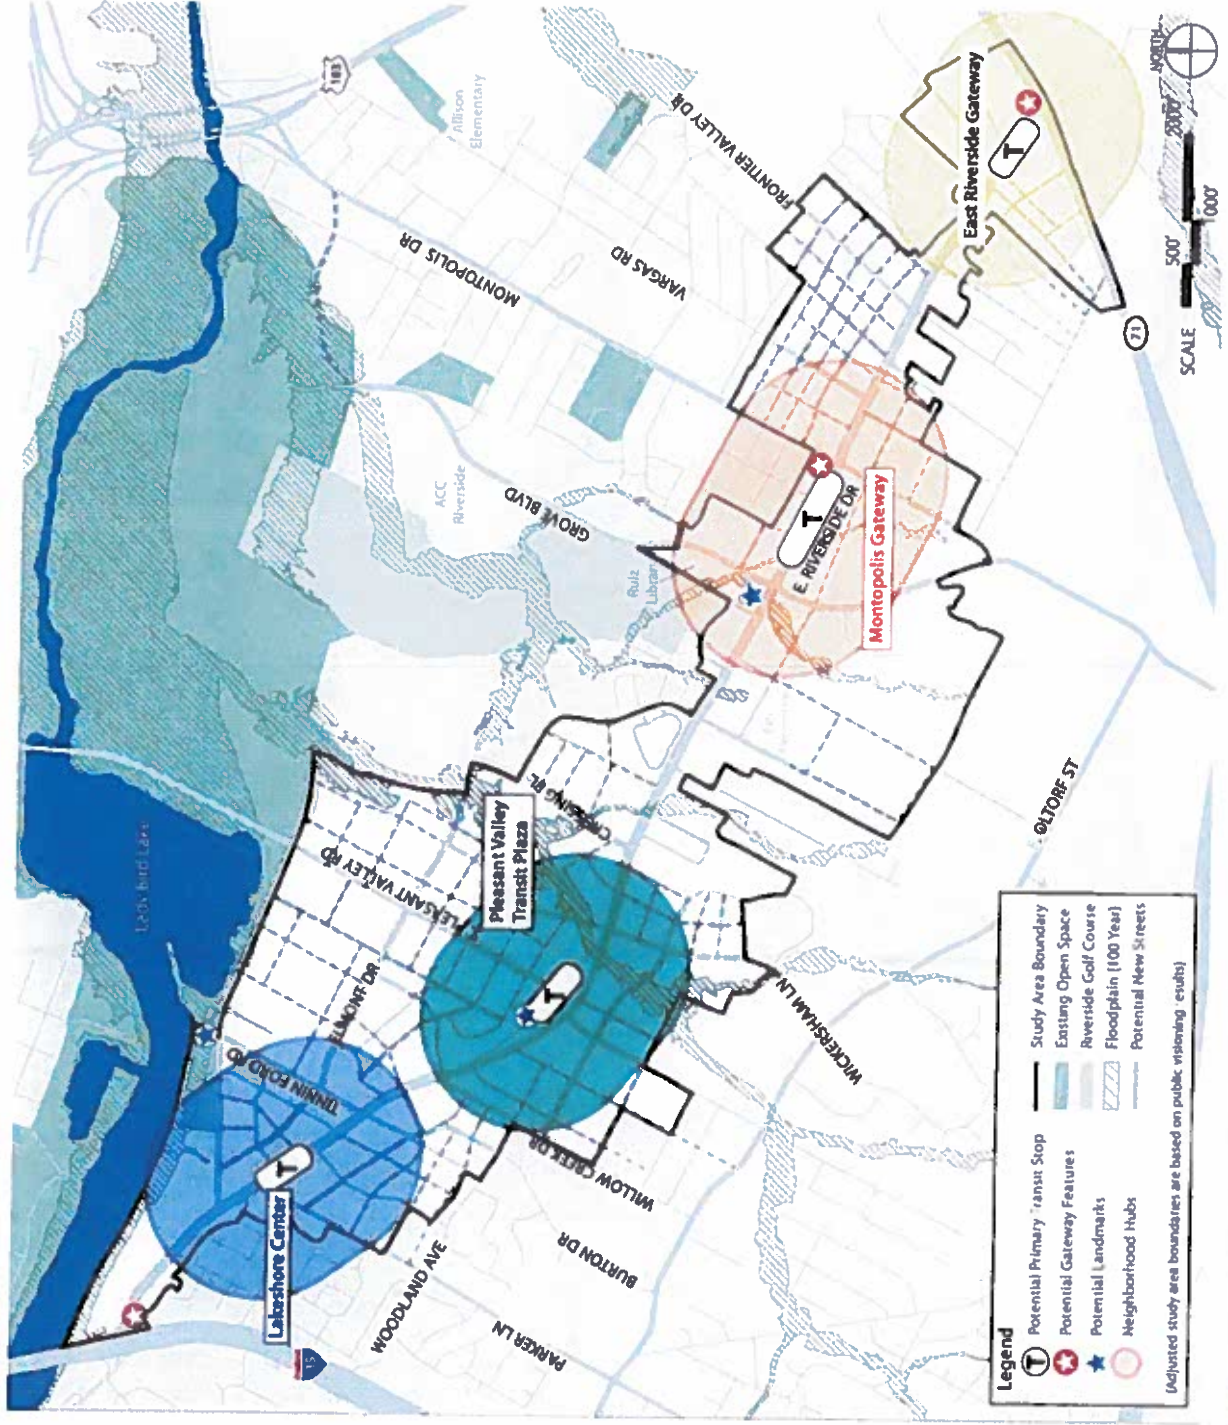 183
Allison
Elementary
FRONTIER VALLEY DR
East Riverside Gateway
T
NORTH
MONTOPOLIS DR
VARGAS RD
71
SCALE
500'
1000'
2000'
ACC
Riverside
GROVE BLVD
Ruiz
Library
T
E. RIVERSIDE DR
Montopolis Gateway
Lady Bird Lake
PLEASANT VALLEY RD
CROSSING PL
Pleasant Valley
Transit Plaza
T
OLTORF ST
TINNIN FORD RD
WICKERSHAM LN
T
Lakeshore Center
WILLOW CREEK DR
BURTON DR
WOODLAND AVE
PARKER LN
Legend
T
Potential Primary Transit Stop
Potential Gateway Features
Potential Landmarks
Neighborhood Hubs
Study Area Boundary
Existing Open Space
Riverside Golf Course
Floodplain (100 Year)
Potential New Streets
(Adjusted study area boundaries are based on public visioning results)